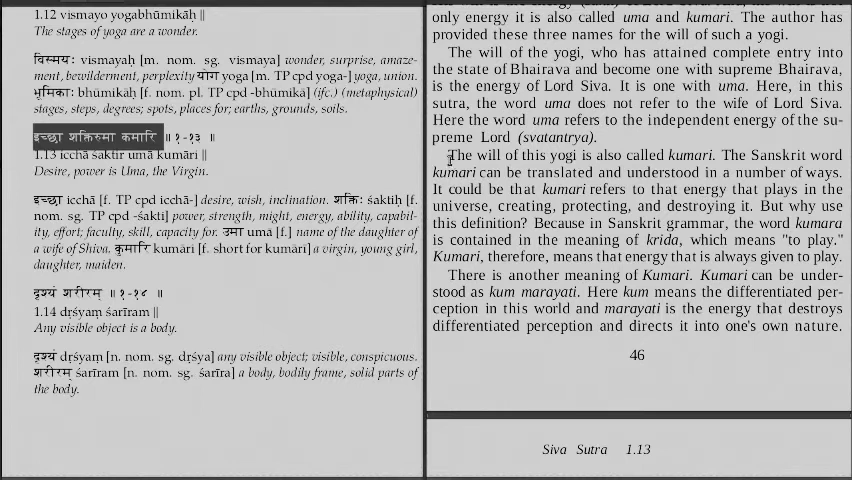 1.12 vismayo yogabhūmikāḥ ||
The stages of yoga are a wonder.
विस्मयः vismayaḥ [m. nom. sg. vismaya] wonder, surprise, amaze-
ment, bewilderment, perplexity योग yoga [m. TP cpd yoga-] yoga, union.
भूमिकाः bhūmikāḥ [f. nom. pl. TP cpd -bhūmikā] (ifc.) (metaphysical)
stages, steps, degrees; spots, places for; earths, grounds, soils.
इच्छा शक्तिरुमा कमारि ॥ १-१३ ॥
1.13 icchā śaktir umā kumāri ||
Desire, power is Uma, the Virgin.
इच्छा icchā [f. TP cpd icchā-] desire, wish, inclination. शक्तिः śaktiḥ [f.
nom. sg. TP cpd -śakti] power, strength, might, energy, ability, capabil-
ity, effort; faculty, skill, capacity for. उमा umā [f.] name of the daughter of
a wife of Shiva. कुमारि kumāri [f. short for kumārī] a virgin, young girl,
daughter, maiden.
दृश्यं शरीरम् ॥ १-१४ ॥
1.14 dṛśyaṃ śarīram ||
Any visible object is a body.
दृश्यं dṛśyaṃ [n. nom. sg. dṛśya] any visible object; visible, conspicuous.
शरीरम् śarīram [n. nom. sg. śarīra] a body, bodily frame, solid parts of
the body.
only energy it is also called uma and kumari. The author has
provided these three names for the will of such a yogi.
The will of the yogi, who has attained complete entry into
the state of Bhairava and become one with supreme Bhairava,
is the energy of Lord Siva. It is one with uma. Here, in this
sutra, the word uma does not refer to the wife of Lord Siva.
Here the word uma refers to the independent energy of the su-
preme Lord (svatantrya).
The will of this yogi is also called kumari. The Sanskrit word
kumari can be translated and understood in a number of ways.
It could be that kumari refers to that energy that plays in the
universe, creating, protecting, and destroying it. But why use
this definition? Because in Sanskrit grammar, the word kumara
is contained in the meaning of krida, which means "to play."
Kumari, therefore, means that energy that is always given to play.
There is another meaning of Kumari. Kumari can be under-
stood as kum marayati. Here kum means the differentiated per-
ception in this world and marayati is the energy that destroys
differentiated perception and directs it into one's own nature.
46
Siva Sutra 1.13